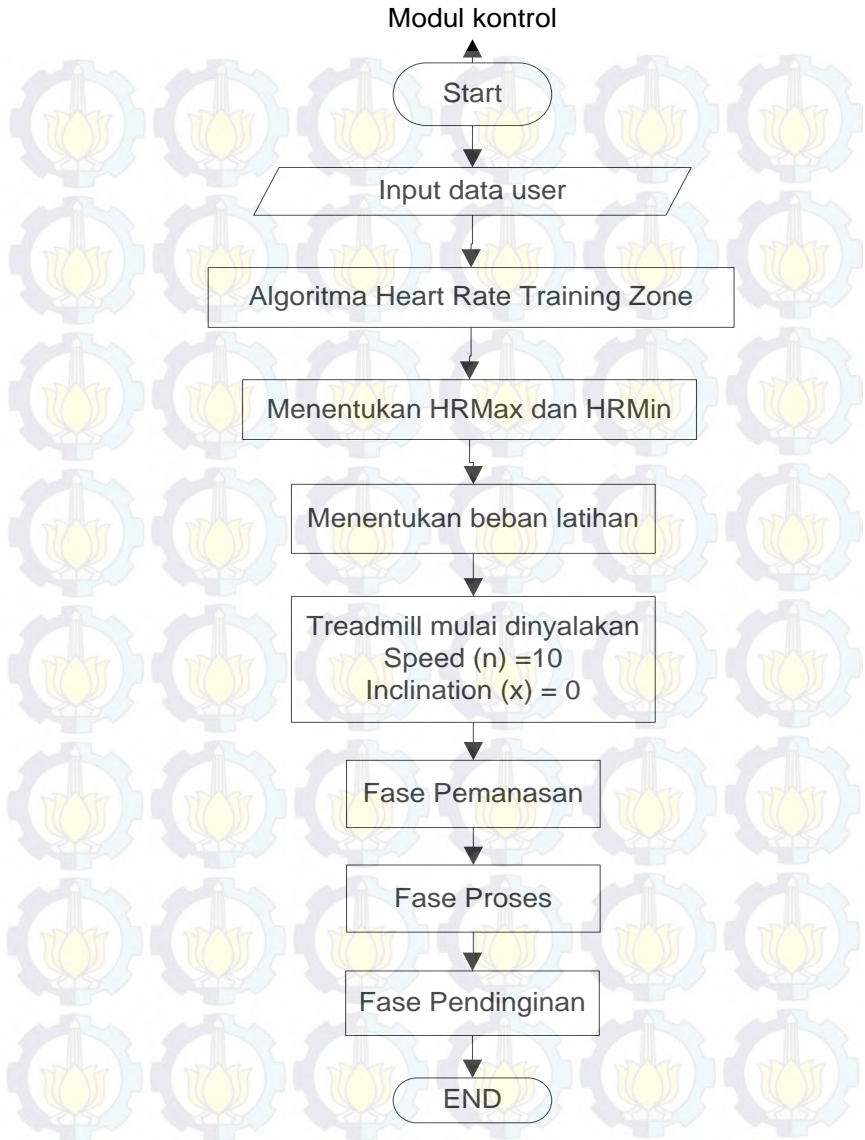 Modul kontrol
Start
Input data user
Algoritma Heart Rate Training Zone
Menentukan HRMax dan HRMin
Menentukan beban latihan
Treadmill mulai dinyalakan
Speed (n) =10
Inclination (x) = 0
Fase Pemanasan
Fase Proses
Fase Pendinginan
END